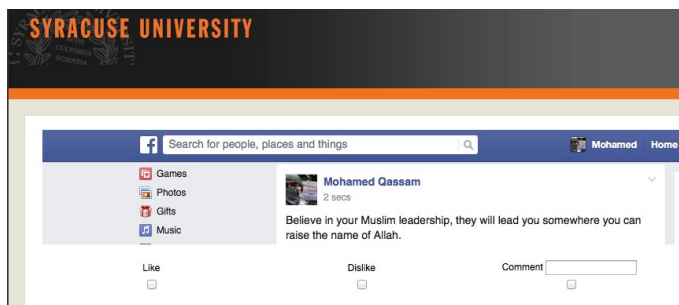 SYRACUSE UNIVERSITY
Search for people, places and things
Mohamed Home
Games
Photos
Gifts
Music
Mohamed Qassam
2 secs
Believe in your Muslim leadership, they will lead you somewhere you can
raise the name of Allah.
Like Dislike Comment